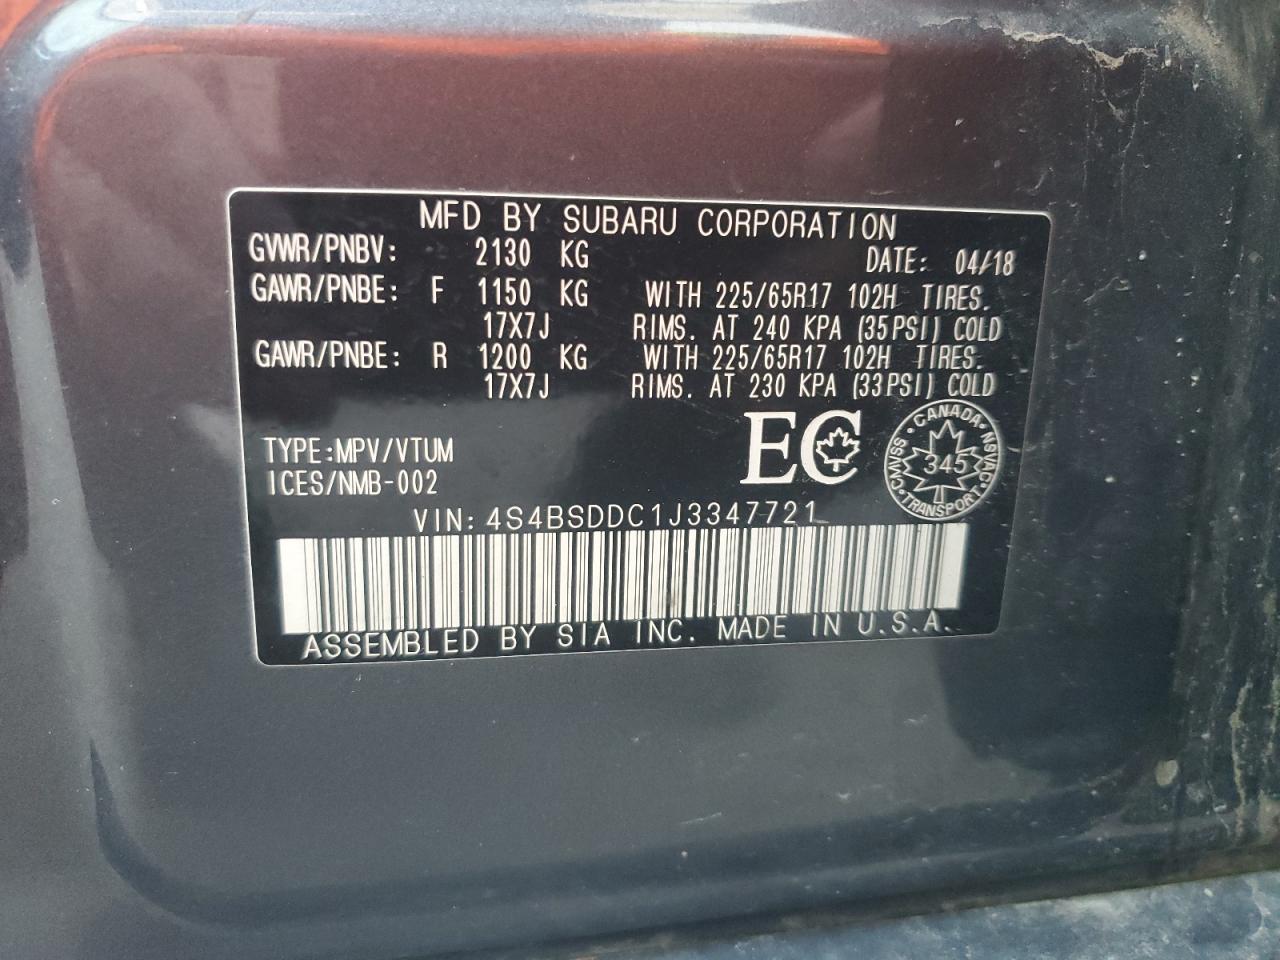 MFD BY SUBARU CORPORATION
GVWR/PNBV: 2130 KG DATE: 04/18
GAWR/PNBE: F 1150 KG WITH 225/65R17 102H TIRES.
17X7J RIMS. AT 240 KPA (35PSI) COLD
GAWR/PNBE: R 1200 KG WITH 225/65R17 102H TIRES.
17X7J RIMS. AT 230 KPA (33PSI) COLD
EC
CANADA
CMVSS 345 NSVAC
TRANSPORT
TYPE:MPV/VTUM
ICES/NMB-002
VIN: 4S4BSDDC1J3347721
ASSEMBLED BY SIA INC. MADE IN U.S.A.